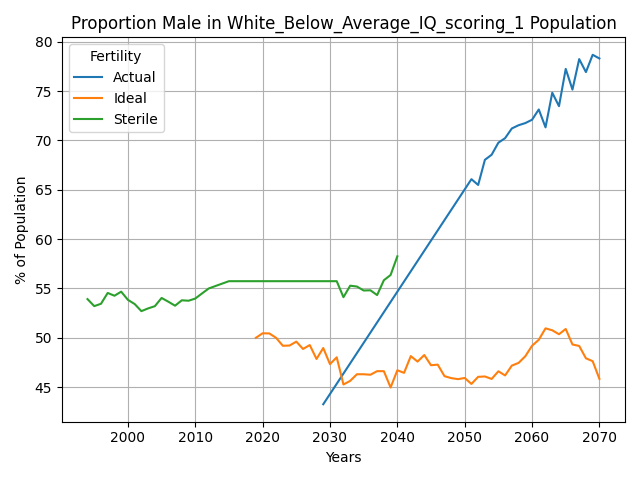 Proportion Male in White_Below_Average_IQ_scoring_1 Population
80
75
70
65
60
55
50
45
% of Population
Fertility
Actual
Ideal
Sterile
2000
2010
2020
2030
2040
2050
2060
2070
Years